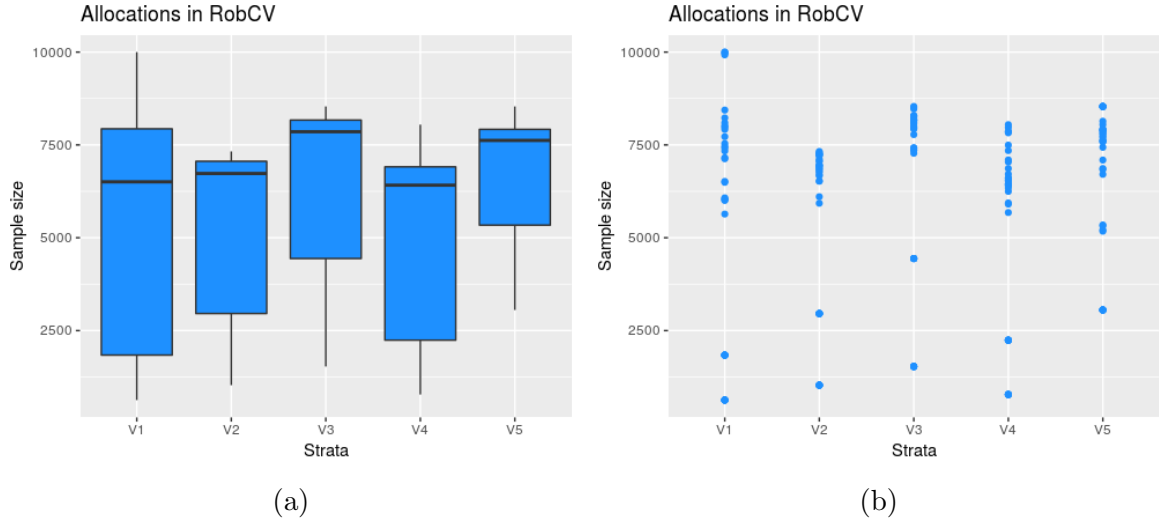 Allocations in RobCV
10000
7500
5000
2500
Sample size
V1 V2 V3 V4 V5
Strata
(a)
Allocations in RobCV
10000
7500
5000
2500
Sample size
V1 V2 V3 V4 V5
Strata
(b)